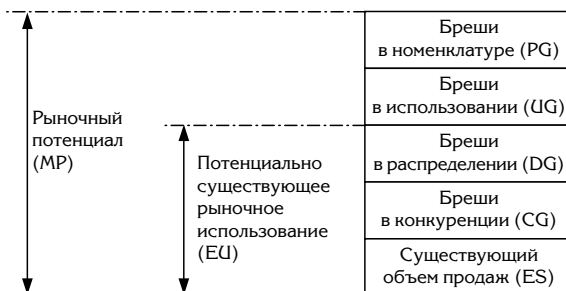 Рыночный
потенциал
(MP)
Потенциально
существующее
рыночное
использование
(EU)
Бреши
в номенклатуре (PG)
Бреши
в использовании (UG)
Бреши
в распределении (DG)
Бреши
в конкуренции (CG)
Существующий
объем продаж (ES)